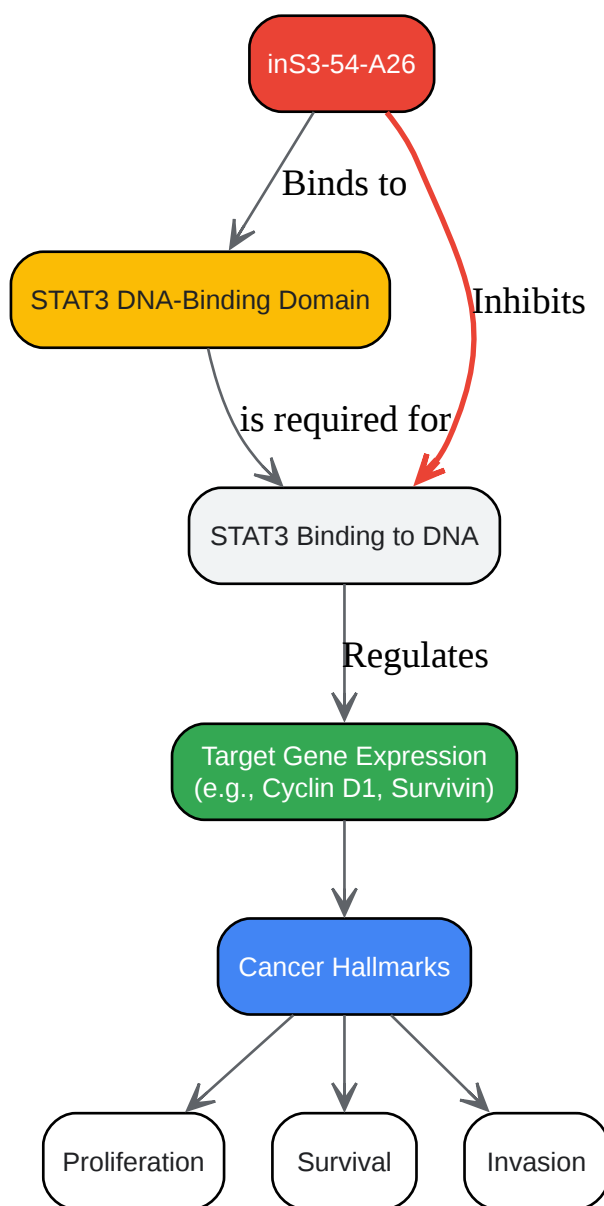 inS3-54-A26
Binds to
STAT3 DNA-Binding Domain
Inhibits
is required for
STAT3 Binding to DNA
Regulates
Target Gene Expression
(e.g., Cyclin D1, Survivin)
Cancer Hallmarks
Proliferation
Survival
Invasion